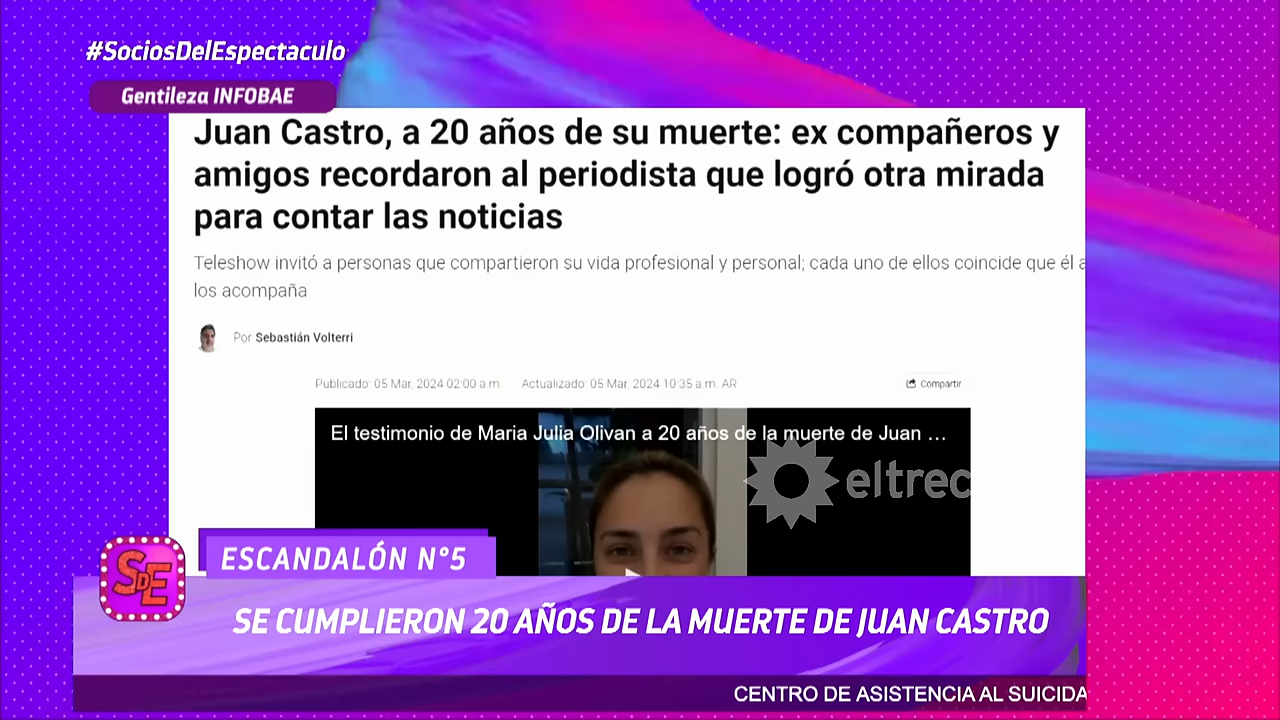 #SociosDelEspectaculo
Gentileza INFOBAE
Juan Castro, a 20 años de su muerte: ex compañeros y
amigos recordaron al periodista que logró otra mirada
para contar las noticias
Teleshow invitó a personas que compartieron su vida profesional y personal; cada uno de ellos coincide que él a
los acompaña
Por Sebastián Volterri
Publicado: 05 Mar, 2024 02:00 a.m.
Actualizado: 05 Mar, 2024 10:35 a.m. AR
Compartir
El testimonio de Maria Julia Olivan a 20 años de la muerte de Juan ...
eltrec
SDE
ESCANDALÓN N°5
SE CUMPLIERON 20 AÑOS DE LA MUERTE DE JUAN CASTRO
CENTRO DE ASISTENCIA AL SUICIDA